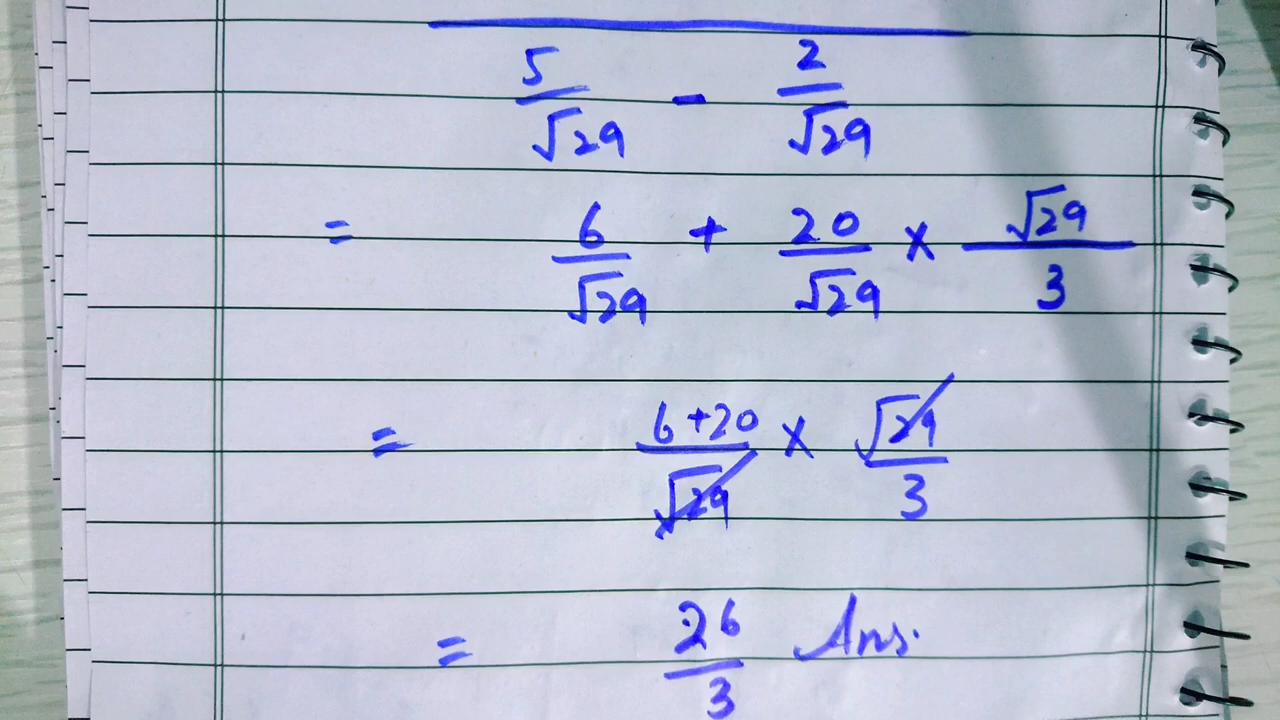 5/√29 - 2/√29
= 6/√29 + 20/√29 × √29/3
= 6+20/√29 × √29/3
= 26/3 Ans.